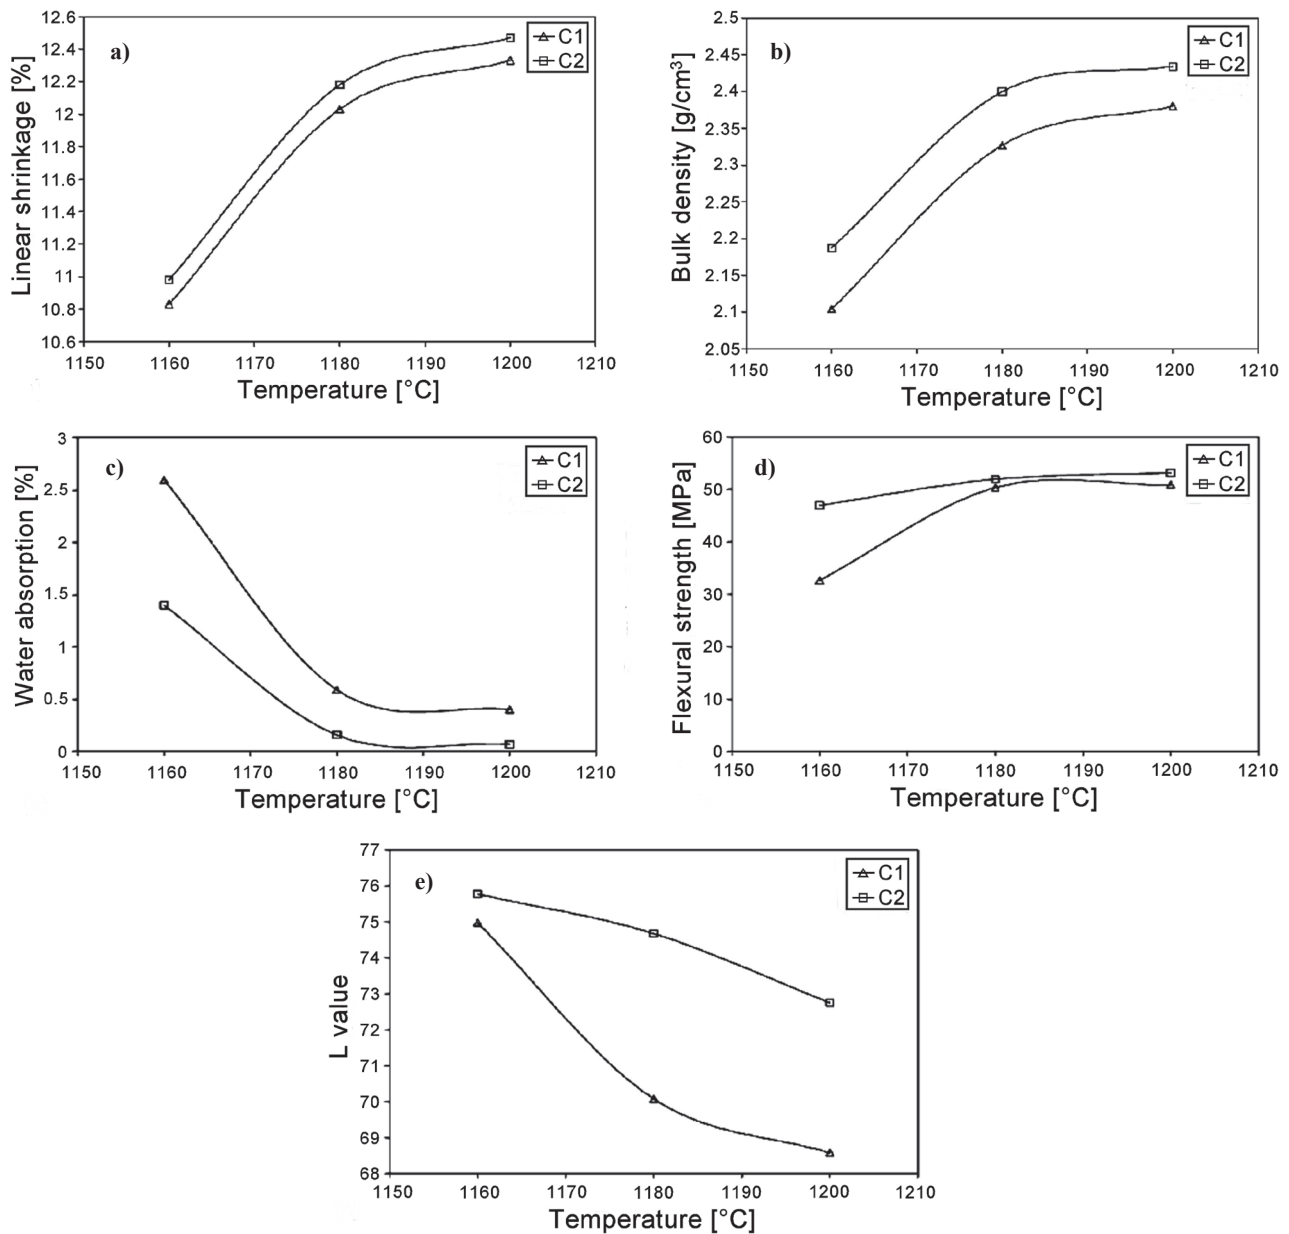 a)
C1
C2
Linear shrinkage [%]
12.6
12.4
12.2
12
11.8
11.6
11.4
11.2
11
10.8
10.6
1150 1160 1170 1180 1190 1200 1210
Temperature [°C]
b)
C1
C2
Bulk density [g/cm³]
2.5
2.45
2.4
2.35
2.3
2.25
2.2
2.15
2.1
2.05
1150 1160 1170 1180 1190 1200 1210
Temperature [°C]
c)
C1
C2
Water absorption [%]
3
2.5
2
1.5
1
0.5
0
1150 1160 1170 1180 1190 1200 1210
Temperature [°C]
d)
C1
C2
Flexural strength [MPa]
60
50
40
30
20
10
0
1150 1160 1170 1180 1190 1200 1210
Temperature [°C]
e)
C1
C2
L value
77
76
75
74
73
72
71
70
69
68
1150 1160 1170 1180 1190 1200 1210
Temperature [°C]